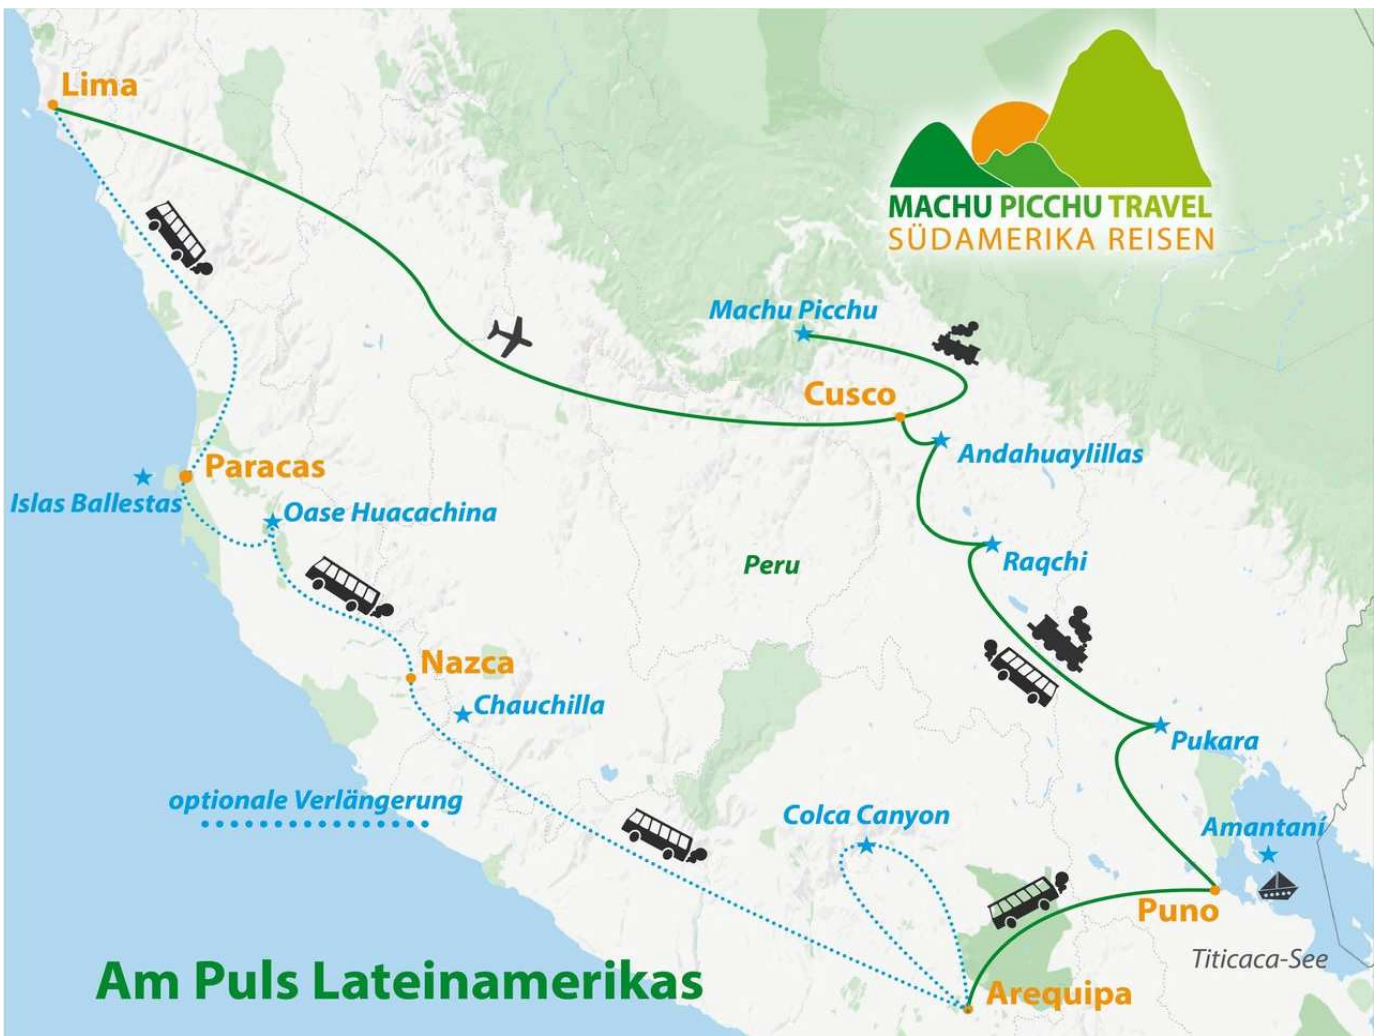 Lima
MACHU PICCHU TRAVEL
SÜDAMERIKA REISEN
Machu Picchu
Cusco
Andahuaylillas
Paracas
Islas Ballestas
Oase Huacachina
Peru
Raqchi
Nazca
Chauchilla
Pukara
optionale Verlängerung
Colca Canyon
Amantaní
Puno
Titicaca-See
Am Puls Lateinamerikas
Arequipa